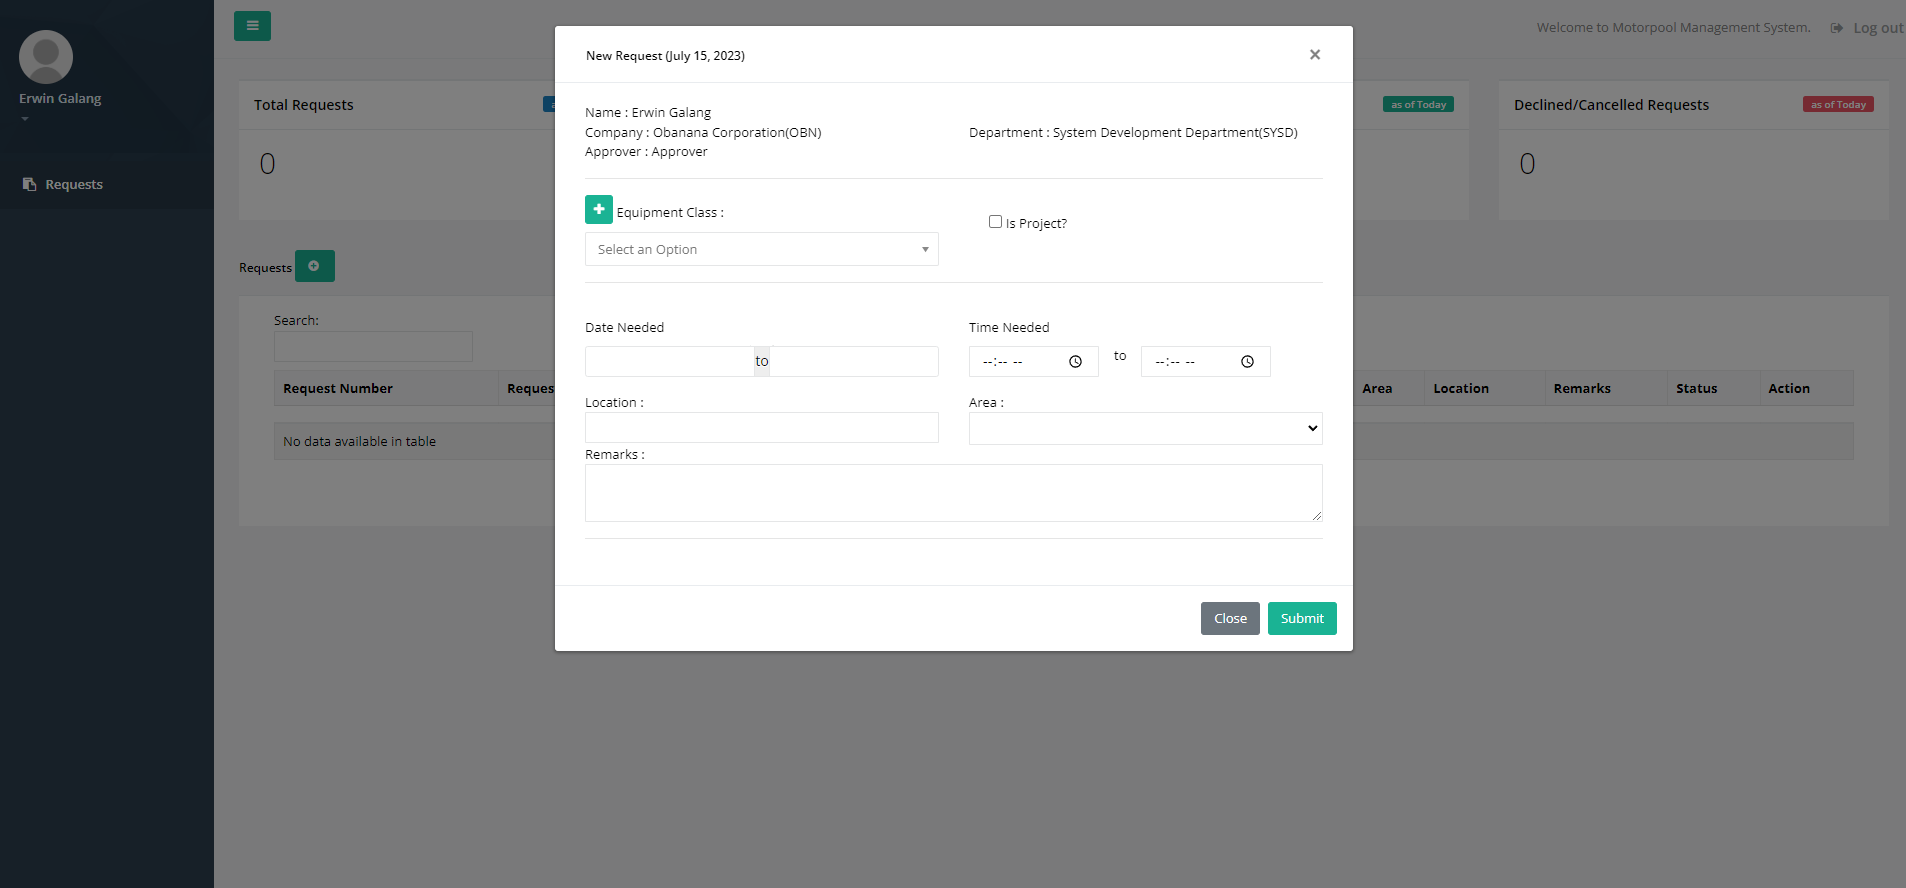 Erwin Galang
Requests
Welcome to Motorpool Management System.
Log out
Total Requests
as of Today
Declined/Cancelled Requests
as of Today
0
0
Requests
Search:
Request Number
Area
Location
Remarks
Status
Action
No data available in table
New Request (July 15, 2023)
×
Name : Erwin Galang
Company : Obanana Corporation(OBN)
Department : System Development Department(SYSD)
Approver : Approver
Equipment Class :
Is Project?
Select an Option
Date Needed
Time Needed
to
--:-- --
to
--:-- --
Location :
Area :
Remarks :
Close
Submit